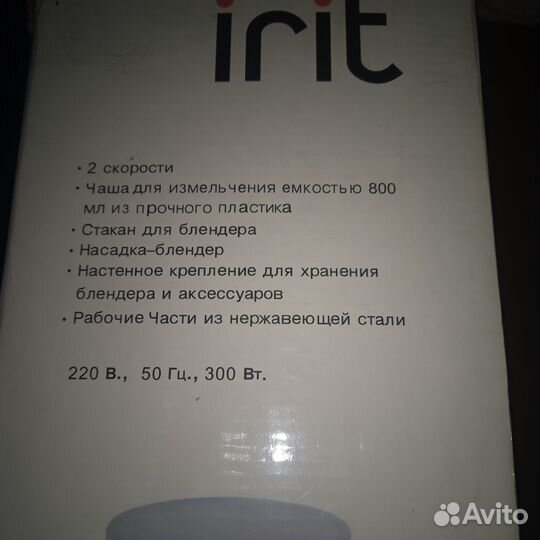 irit
• 2 скорости
• Чаша для измельчения емкостью 800
мл из прочного пластика
• Стакан для блендера
• Насадка–блендер
• Настенное крепление для хранения
блендера и аксессуаров
• Рабочие Части из нержавеющей стали
220 В., 50 Гц., 300 Вт.
Avito